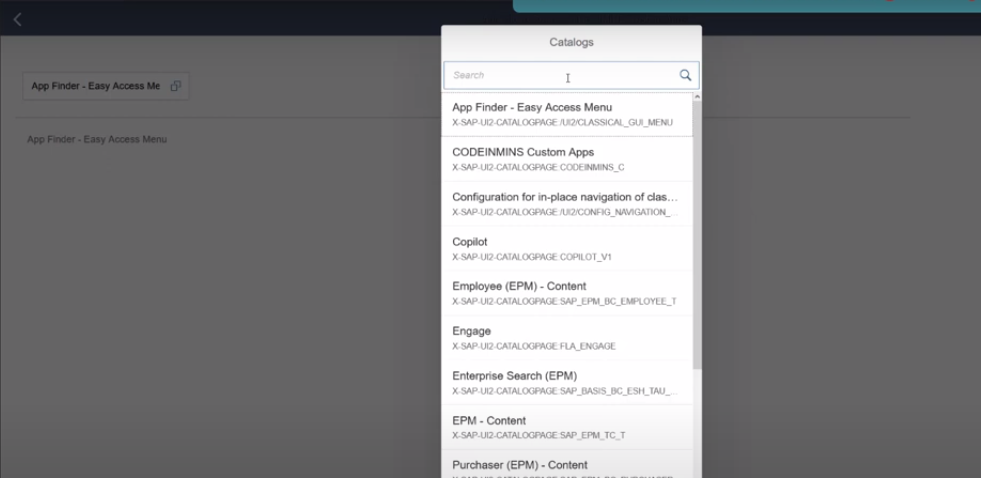 Catalogs
Search
App Finder - Easy Access Me
App Finder - Easy Access Menu
App Finder - Easy Access Menu
X-SAP-UI2-CATALOGPAGE:/UI2/CLASSICAL_GUI_MENU
CODEINMINS Custom Apps
X-SAP-UI2-CATALOGPAGE:CODEINMINS_C
Configuration for in-place navigation of clas...
X-SAP-UI2-CATALOGPAGE:/UI2/CONFIG_NAVIGATION_...
Copilot
X-SAP-UI2-CATALOGPAGE:COPILOT_V1
Employee (EPM) - Content
X-SAP-UI2-CATALOGPAGE:SAP_EPM_BC_EMPLOYEE_T
Engage
X-SAP-UI2-CATALOGPAGE:FLA_ENGAGE
Enterprise Search (EPM)
X-SAP-UI2-CATALOGPAGE:SAP_BASIS_BC_ESH_TAU_...
EPM - Content
X-SAP-UI2-CATALOGPAGE:SAP_EPM_TC_T
Purchaser (EPM) - Content